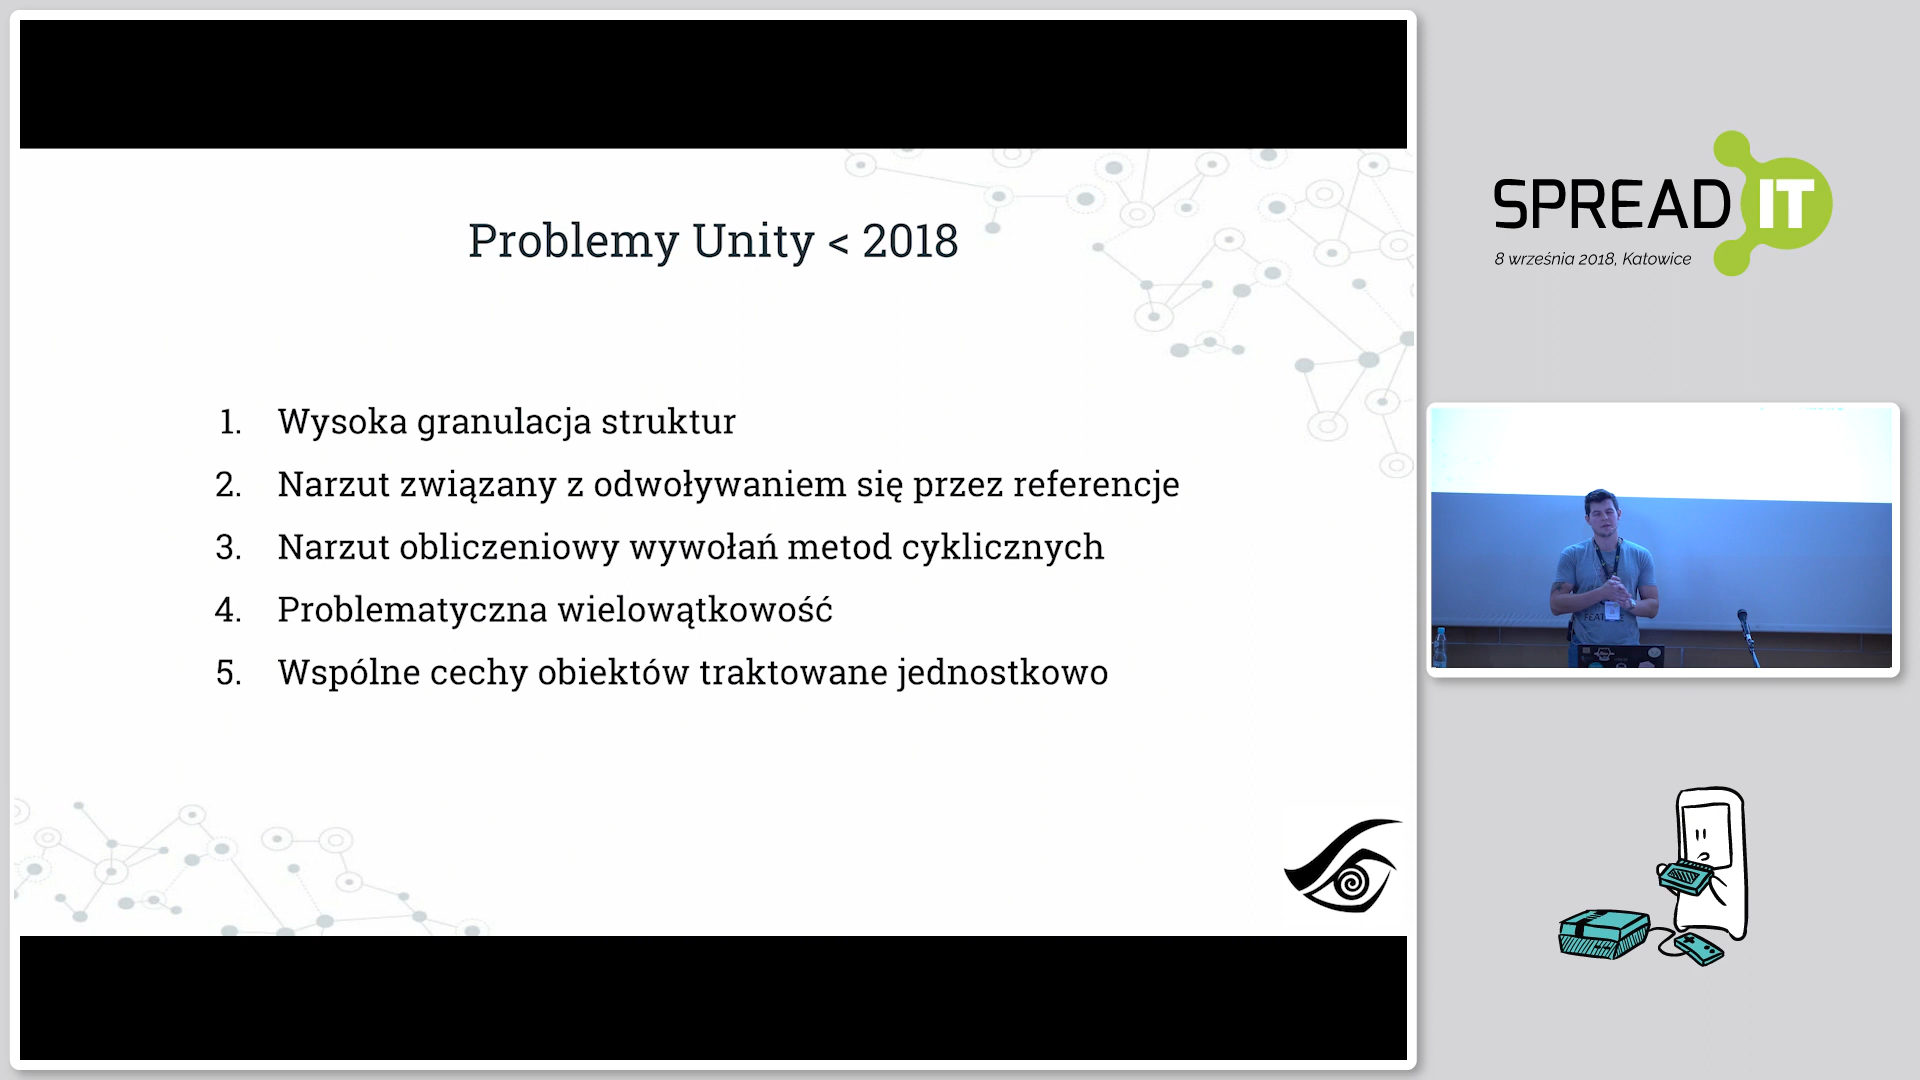 Problemy Unity < 2018
1. Wysoka granulacja struktur
2. Narzut związany z odwoływaniem się przez referencje
3. Narzut obliczeniowy wywołań metod cyklicznych
4. Problematyczna wielowątkowość
5. Wspólne cechy obiektów traktowane jednostkowo
SPREAD IT
8 września 2018, Katowice